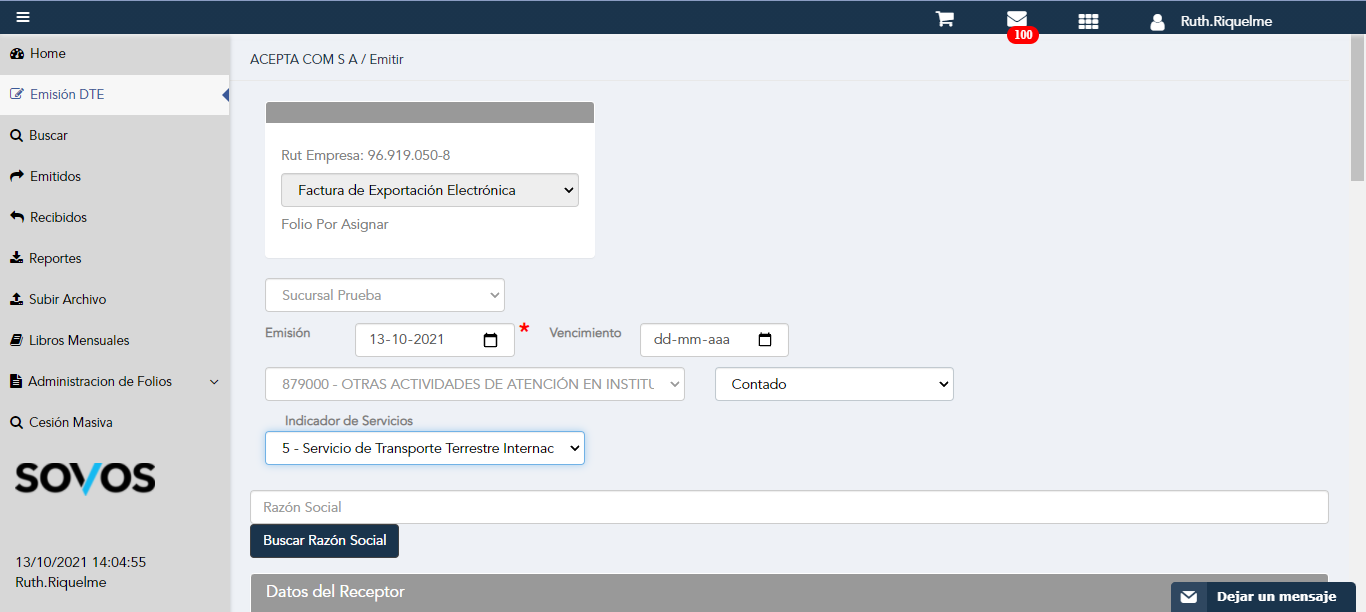 100
Ruth.Riquelme
Home
Emisión DTE
Buscar
Emitidos
Recibidos
Reportes
Subir Archivo
Libros Mensuales
Administracion de Folios
Cesión Masiva
SOVOS
13/10/2021 14:04:55
Ruth.Riquelme
ACEPTA COM S A / Emitir
Rut Empresa: 96.919.050-8
Factura de Exportación Electrónica
Folio Por Asignar
Sucursal Prueba
Emisión 13-10-2021 * Vencimiento dd-mm-aaa
879000 - OTRAS ACTIVIDADES DE ATENCIÓN EN INSTITU Contado
Indicador de Servicios
5 - Servicio de Transporte Terrestre Internac
Razón Social
Buscar Razón Social
Datos del Receptor
Dejar un mensaje